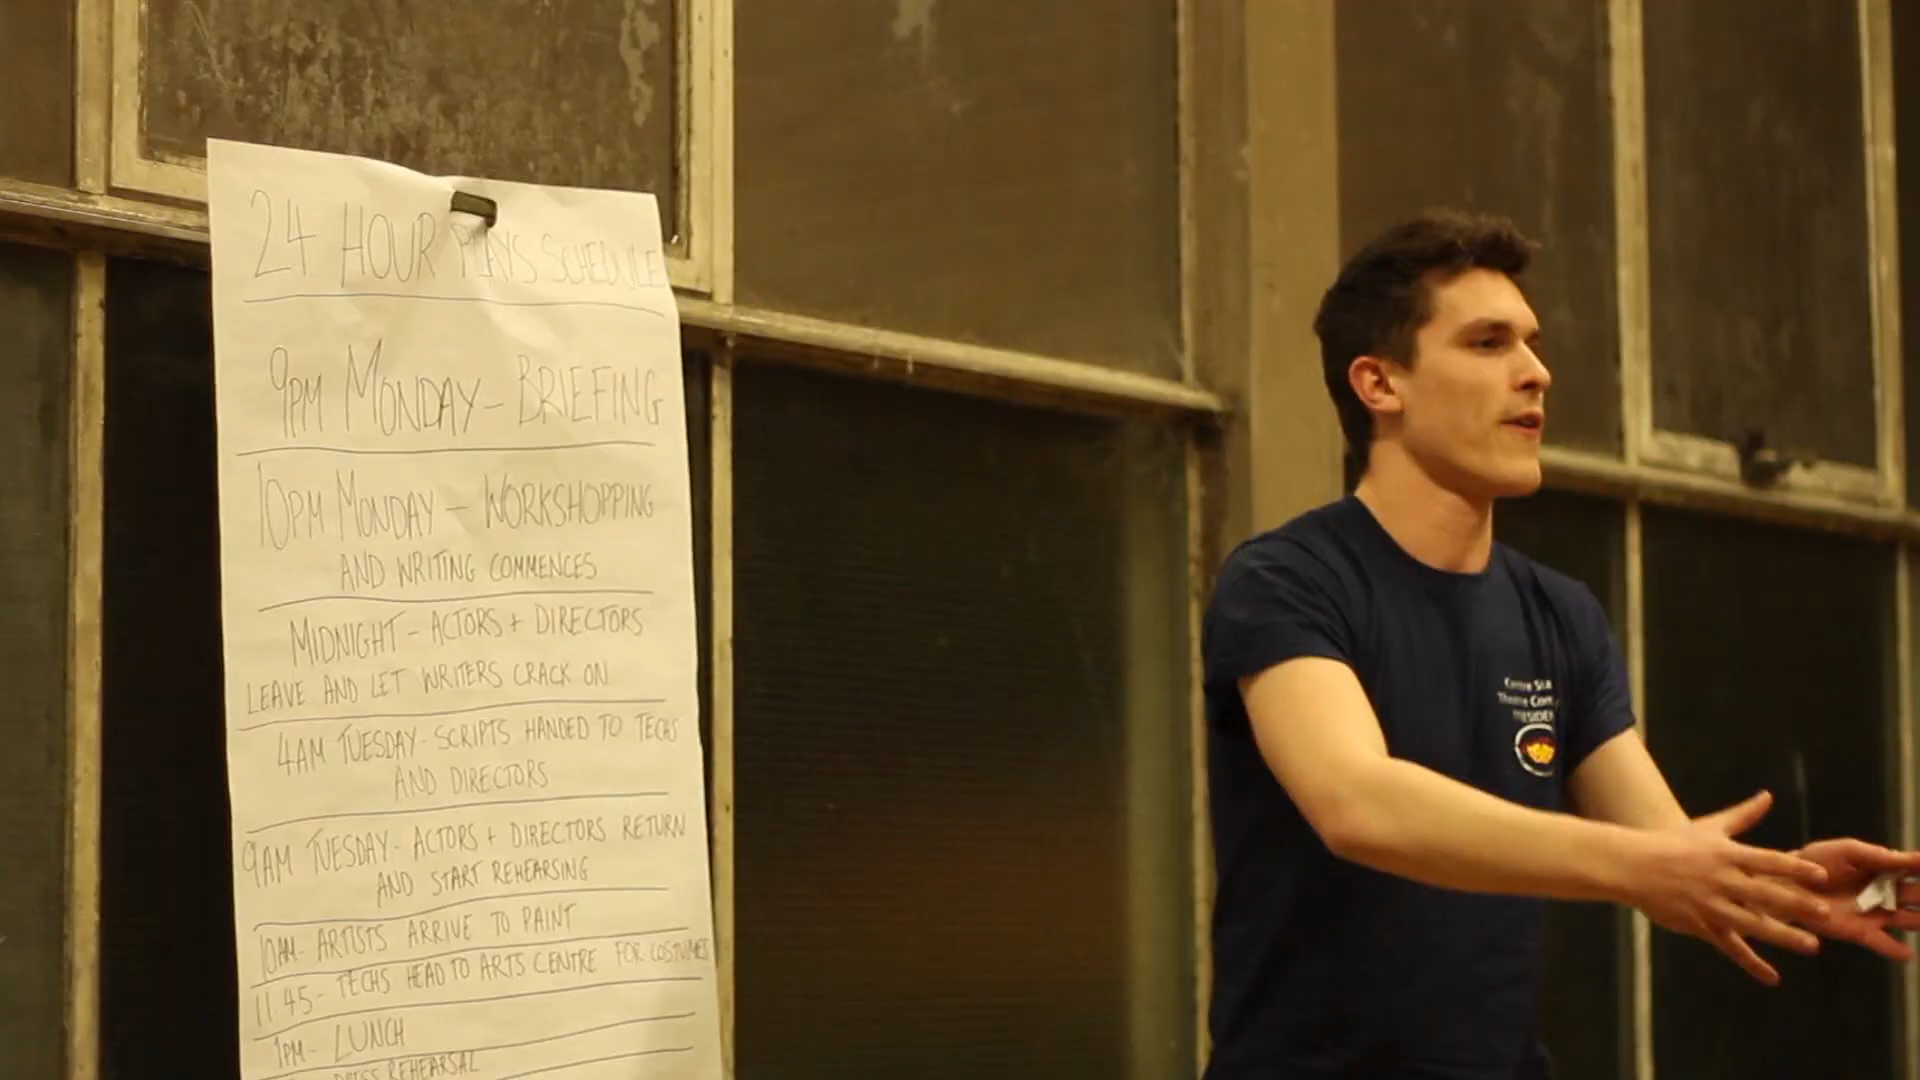 24 HOUR PLAYS SCHEDULE
9PM MONDAY - BRIEFING
10PM MONDAY - WORKSHOPPING
AND WRITING COMMENCES
MIDNIGHT - ACTORS + DIRECTORS
LEAVE AND LET WRITERS CRACK ON
4AM TUESDAY - SCRIPTS HANDED TO TECHS
AND DIRECTORS
9AM TUESDAY - ACTORS + DIRECTORS RETURN
AND START REHEARSING
10AM - ARTISTS ARRIVE TO PAINT
11.45 - TECHS HEAD TO ARTS CENTRE FOR COSTUMES
1PM - LUNCH
DRESS REHEARSAL
Centre